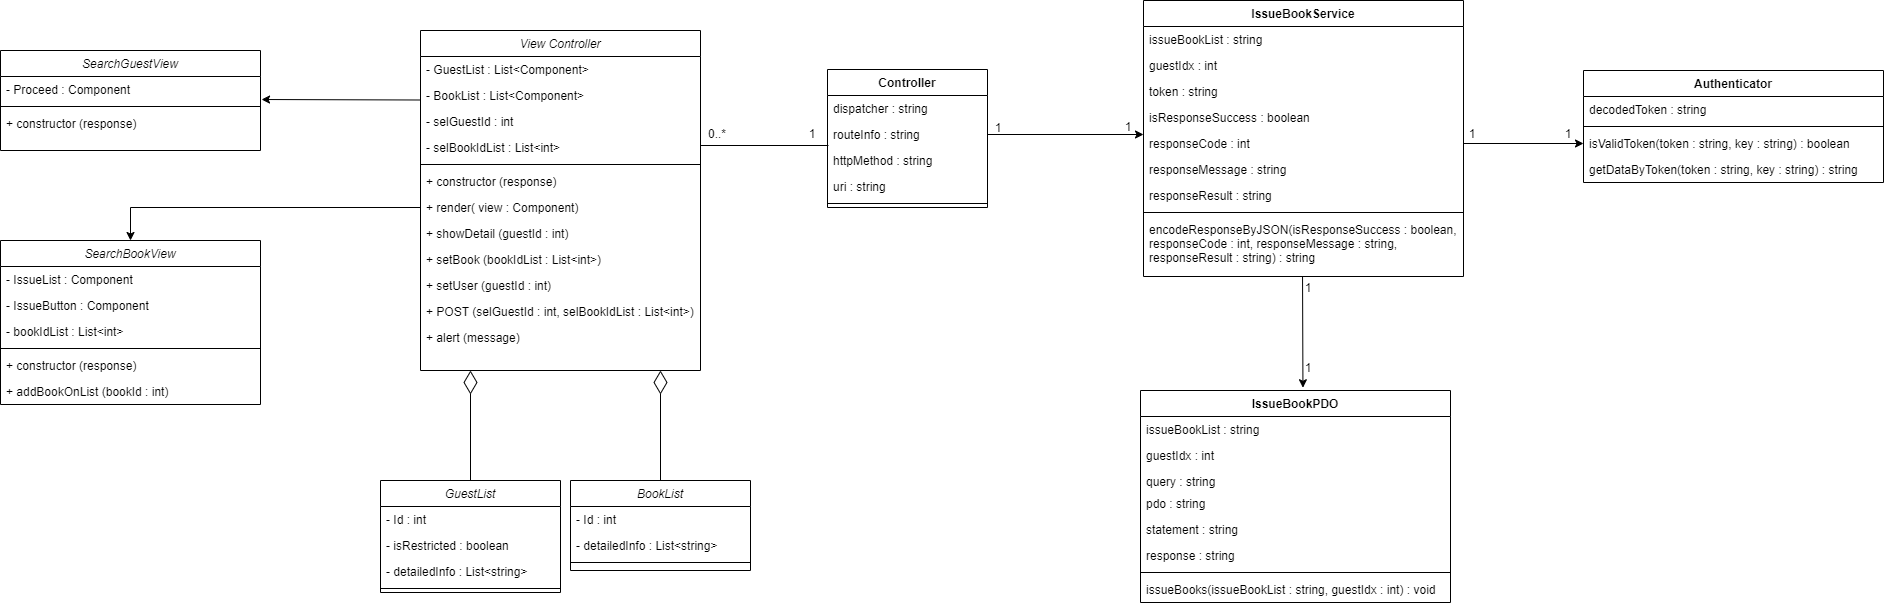 SearchGuestView
- Proceed : Component
+ constructor (response)
SearchBookView
- IssueList : Component
- IssueButton : Component
- bookIdList : List<int>
+ constructor (response)
+ addBookOnList (bookId : int)
View Controller
- GuestList : List<Component>
- BookList : List<Component>
- selGuestId : int
- selBookIdList : List<int>
+ constructor (response)
+ render( view : Component)
+ showDetail (guestId : int)
+ setBook (bookIdList : List<int>)
+ setUser (guestId : int)
+ POST (selGuestId : int, selBookIdList : List<int>)
+ alert (message)
GuestList
- Id : int
- isRestricted : boolean
- detailedInfo : List<string>
BookList
- Id : int
- detailedInfo : List<string>
0..*
1
Controller
dispatcher : string
routeInfo : string
httpMethod : string
uri : string
1
1
IssueBookService
issueBookList : string
guestIdx : int
token : string
isResponseSuccess : boolean
responseCode : int
responseMessage : string
responseResult : string
encodeResponseByJSON(isResponseSuccess : boolean,
responseCode : int, responseMessage : string,
responseResult : string) : string
1
1
Authenticator
decodedToken : string
isValidToken(token : string, key : string) : boolean
getDataByToken(token : string, key : string) : string
1
1
IssueBookPDO
issueBookList : string
guestIdx : int
query : string
pdo : string
statement : string
response : string
issueBooks(issueBookList : string, guestIdx : int) : void